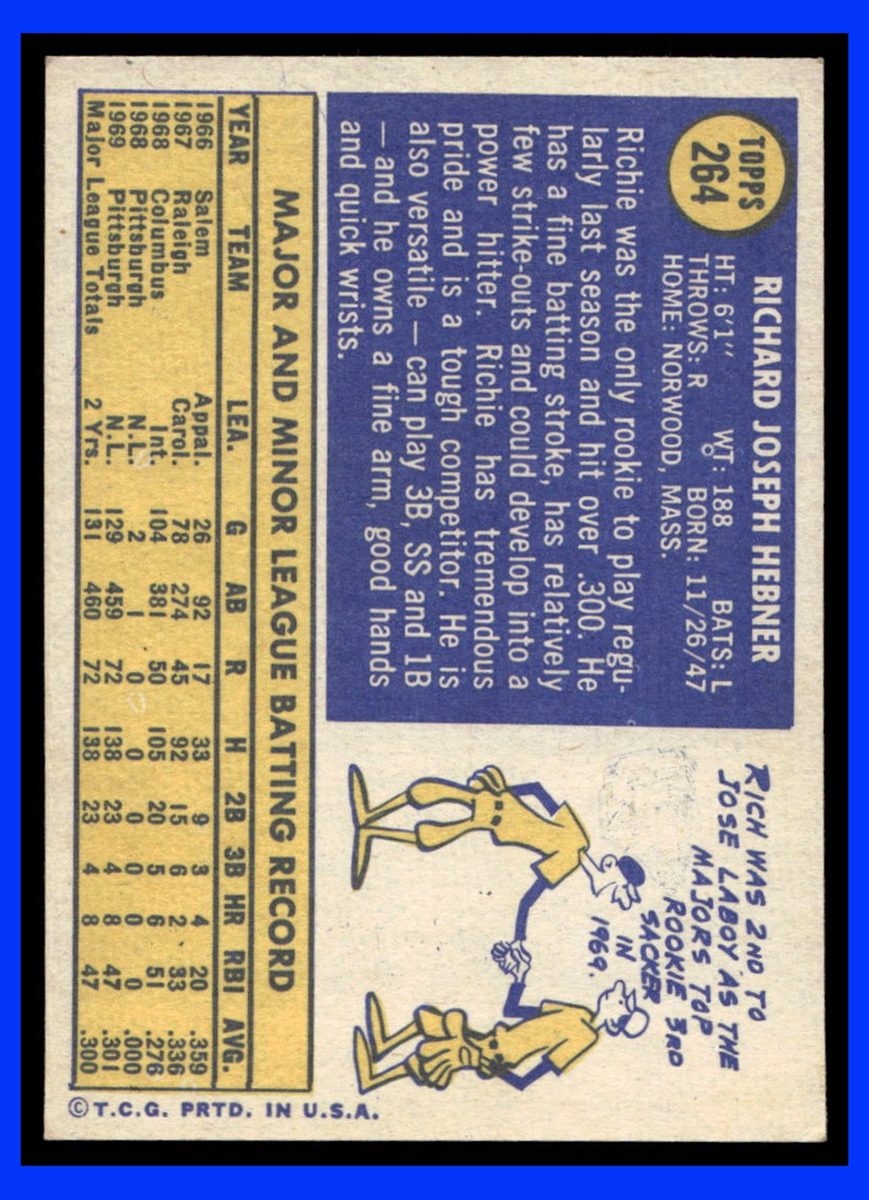 TOPPS
264
RICHARD JOSEPH HEBNER
HT: 6'1" WT: 188 BATS: L
THROWS: R BORN: 11/26/47
HOME: NORWOOD, MASS.
Richie was the only rookie to play regu-
larly last season and hit over .300. He
has a fine batting stroke, has relatively
few strike-outs and could develop into a
power hitter. Richie has tremendous
pride and is a tough competitor. He is
also versatile — can play 3B, SS and 1B
— and he owns a fine arm, good hands
and quick wrists.
RICH WAS 2ND TO
JOSE LABOY AS THE
MAJORS TOP
ROOKIE 3RD
SACKER
IN
1969.
MAJOR AND MINOR LEAGUE BATTING RECORD
YEAR TEAM LEA. G AB R H 2B 3B HR RBI AVG.
1966 Salem Appal. 26 92 17 33 9 3 4 20 .359
1967 Raleigh Carol. 78 274 45 92 15 6 2 33 .336
1968 Columbus Int. 104 381 50 105 20 5 6 51 .276
1968 Pittsburgh N.L. 2 1 0 0 0 0 0 0 .000
1969 Pittsburgh N.L. 129 459 72 138 23 4 8 47 .301
Major League Totals 2 Yrs. 131 460 72 138 23 4 8 47 .300
©T.C.G. PRTD. IN U.S.A.